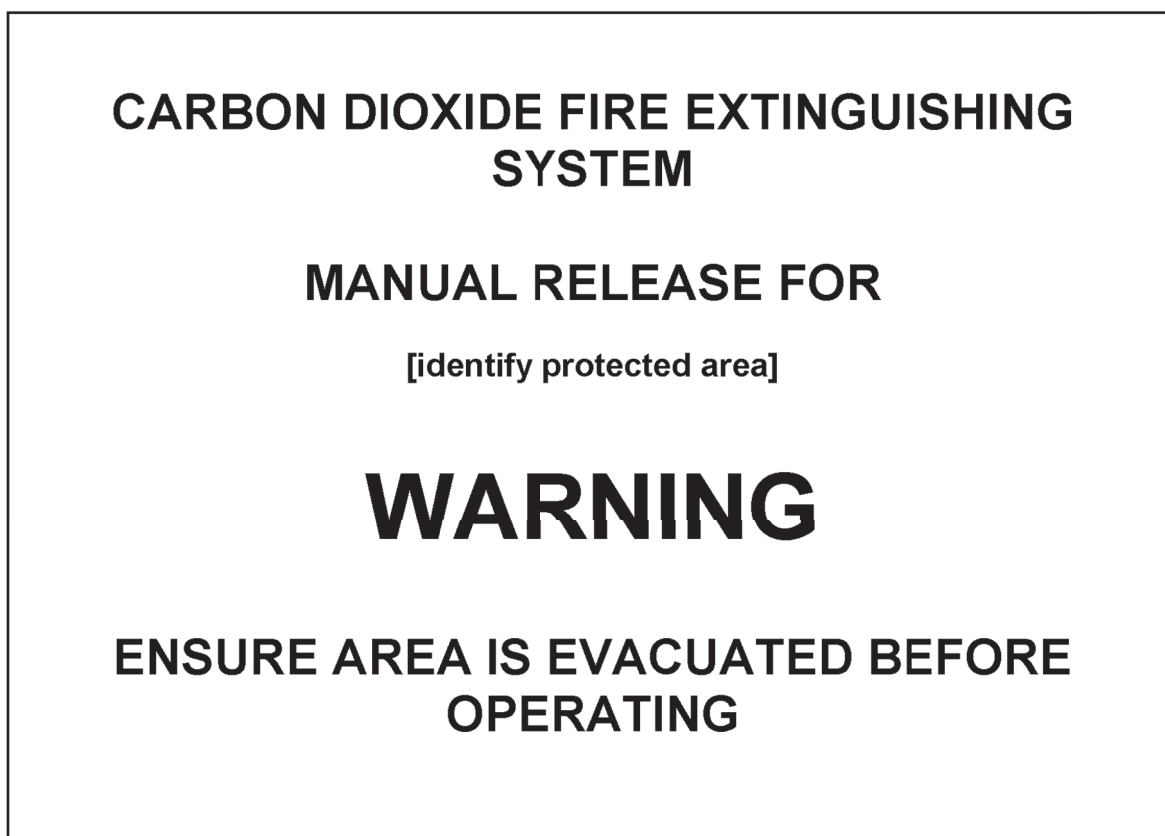 CARBON DIOXIDE FIRE EXTINGUISHING
SYSTEM
MANUAL RELEASE FOR
[identify protected area]
WARNING
ENSURE AREA IS EVACUATED BEFORE
OPERATING